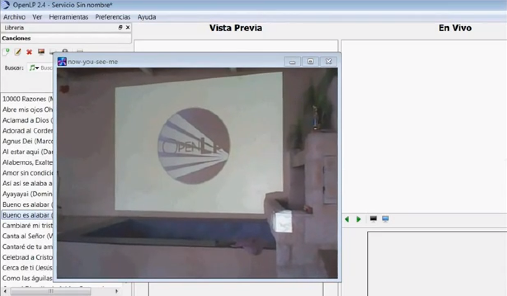 OpenLP 2.4 - Servicio Sin nombre*
Archivo Ver Herramientas Preferencias Ayuda
Librería
Canciones
Vista Previa
En Vivo
Buscar:
now-you-see-me
OPENLP
10000 Razones (M
Abre mis ojos Oh
Aclamad a Dios (
Adorad al Corder
Agnus Dei (Marco
Al estar aquí (Dan
Alabemos, Exalte
Amor sin condició
Así así se alaba a
Ayayayai (Domin
Bueno es alabar (
Bueno es alabar (
Cambiaré mi trist
Canta al Señor (V
Cantaré de tu am
Celebrad a Cristo
Cerca de ti (Jesús
Como las águilas